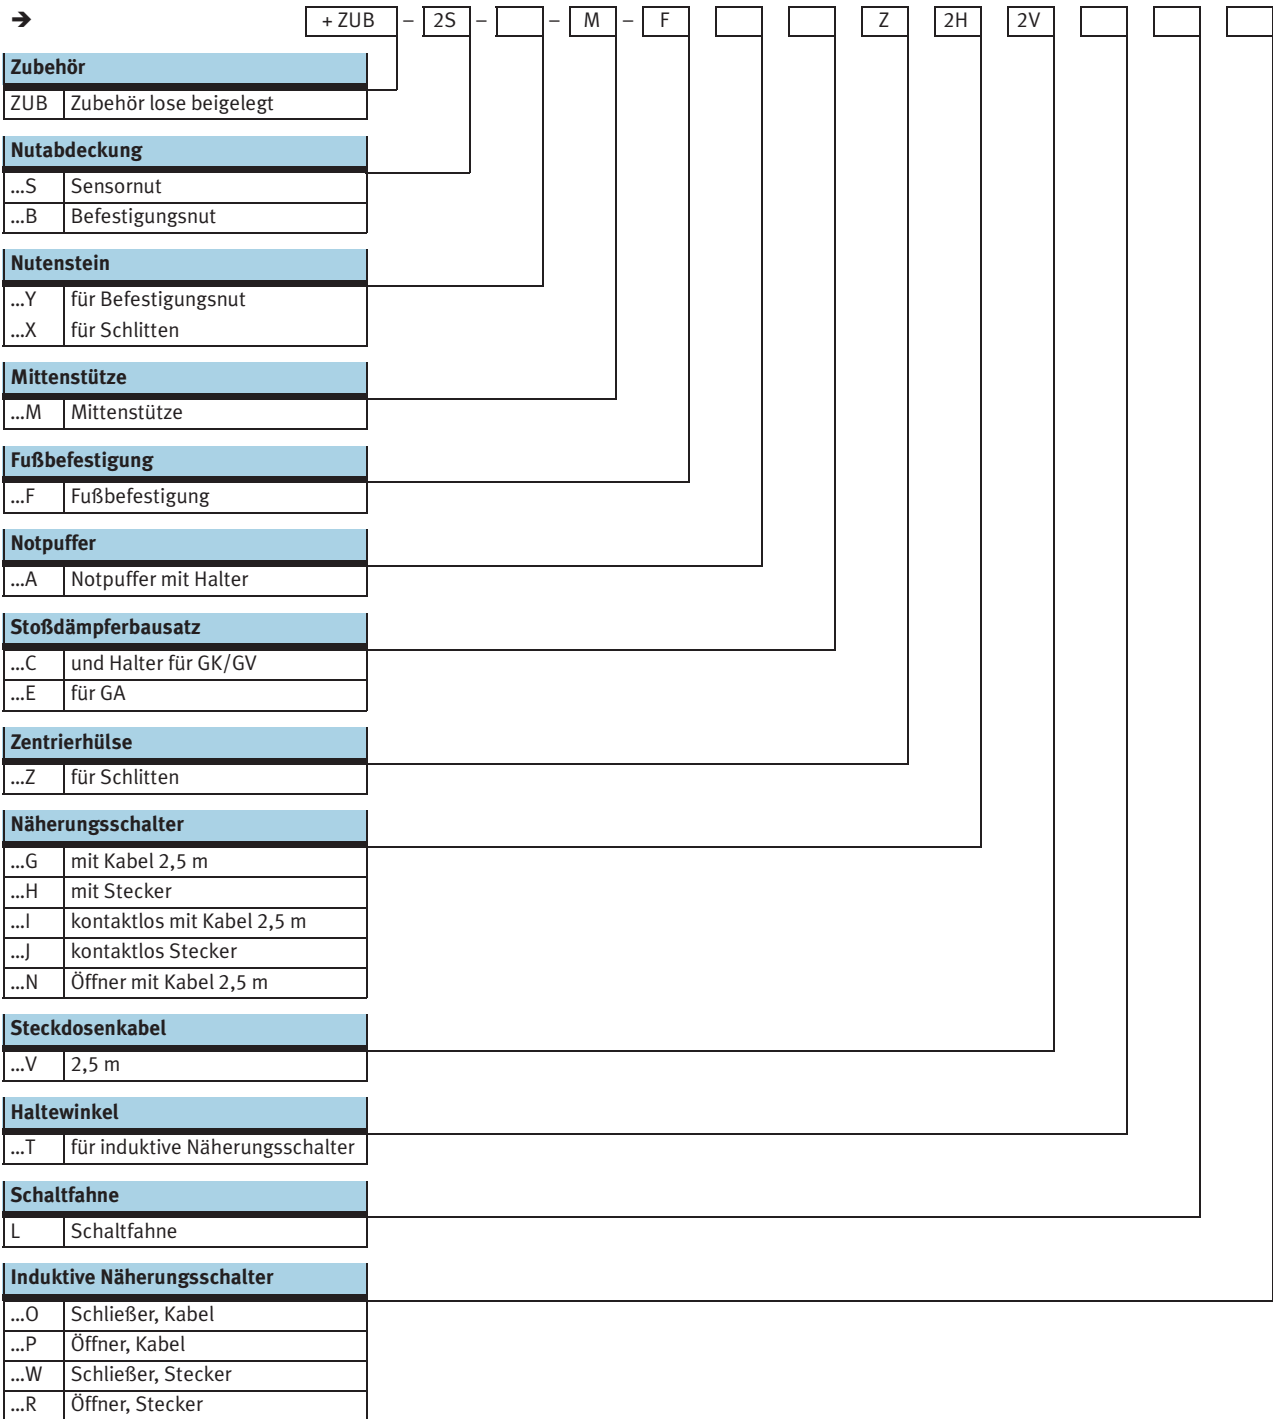 ➔ + ZUB – 2S – – M – F Z 2H 2V
Zubehör
ZUB Zubehör lose beigelegt
Nutabdeckung
...S Sensornut
...B Befestigungsnut
Nutenstein
...Y für Befestigungsnut
...X für Schlitten
Mittenstütze
...M Mittenstütze
Fußbefestigung
...F Fußbefestigung
Notpuffer
...A Notpuffer mit Halter
Stoßdämpferbausatz
...C und Halter für GK/GV
...E für GA
Zentrierhülse
...Z für Schlitten
Näherungsschalter
...G mit Kabel 2,5 m
...H mit Stecker
...I kontaktlos mit Kabel 2,5 m
...J kontaktlos Stecker
...N Öffner mit Kabel 2,5 m
Steckdosenkabel
...V 2,5 m
Haltewinkel
...T für induktive Näherungsschalter
Schaltfahne
L Schaltfahne
Induktive Näherungsschalter
...O Schließer, Kabel
...P Öffner, Kabel
...W Schließer, Stecker
...R Öffner, Stecker